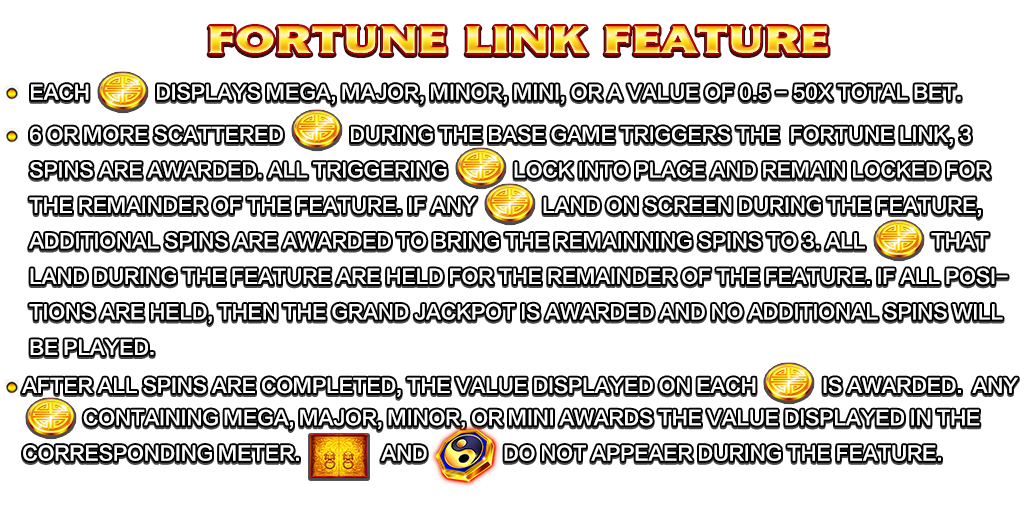 FORTUNE LINK FEATURE
• EACH DISPLAYS MEGA, MAJOR, MINOR, MINI, OR A VALUE OF 0.5 – 50X TOTAL BET.
• 6 OR MORE SCATTERED DURING THE BASE GAME TRIGGERS THE FORTUNE LINK, 3
SPINS ARE AWARDED. ALL TRIGGERING LOCK INTO PLACE AND REMAIN LOCKED FOR
THE REMAINDER OF THE FEATURE. IF ANY LAND ON SCREEN DURING THE FEATURE,
ADDITIONAL SPINS ARE AWARDED TO BRING THE REMAINNING SPINS TO 3. ALL THAT
LAND DURING THE FEATURE ARE HELD FOR THE REMAINDER OF THE FEATURE. IF ALL POSI–
TIONS ARE HELD, THEN THE GRAND JACKPOT IS AWARDED AND NO ADDITIONAL SPINS WILL
BE PLAYED.
• AFTER ALL SPINS ARE COMPLETED, THE VALUE DISPLAYED ON EACH IS AWARDED. ANY
CONTAINING MEGA, MAJOR, MINOR, OR MINI AWARDS THE VALUE DISPLAYED IN THE
CORRESPONDING METER. AND DO NOT APPEAER DURING THE FEATURE.